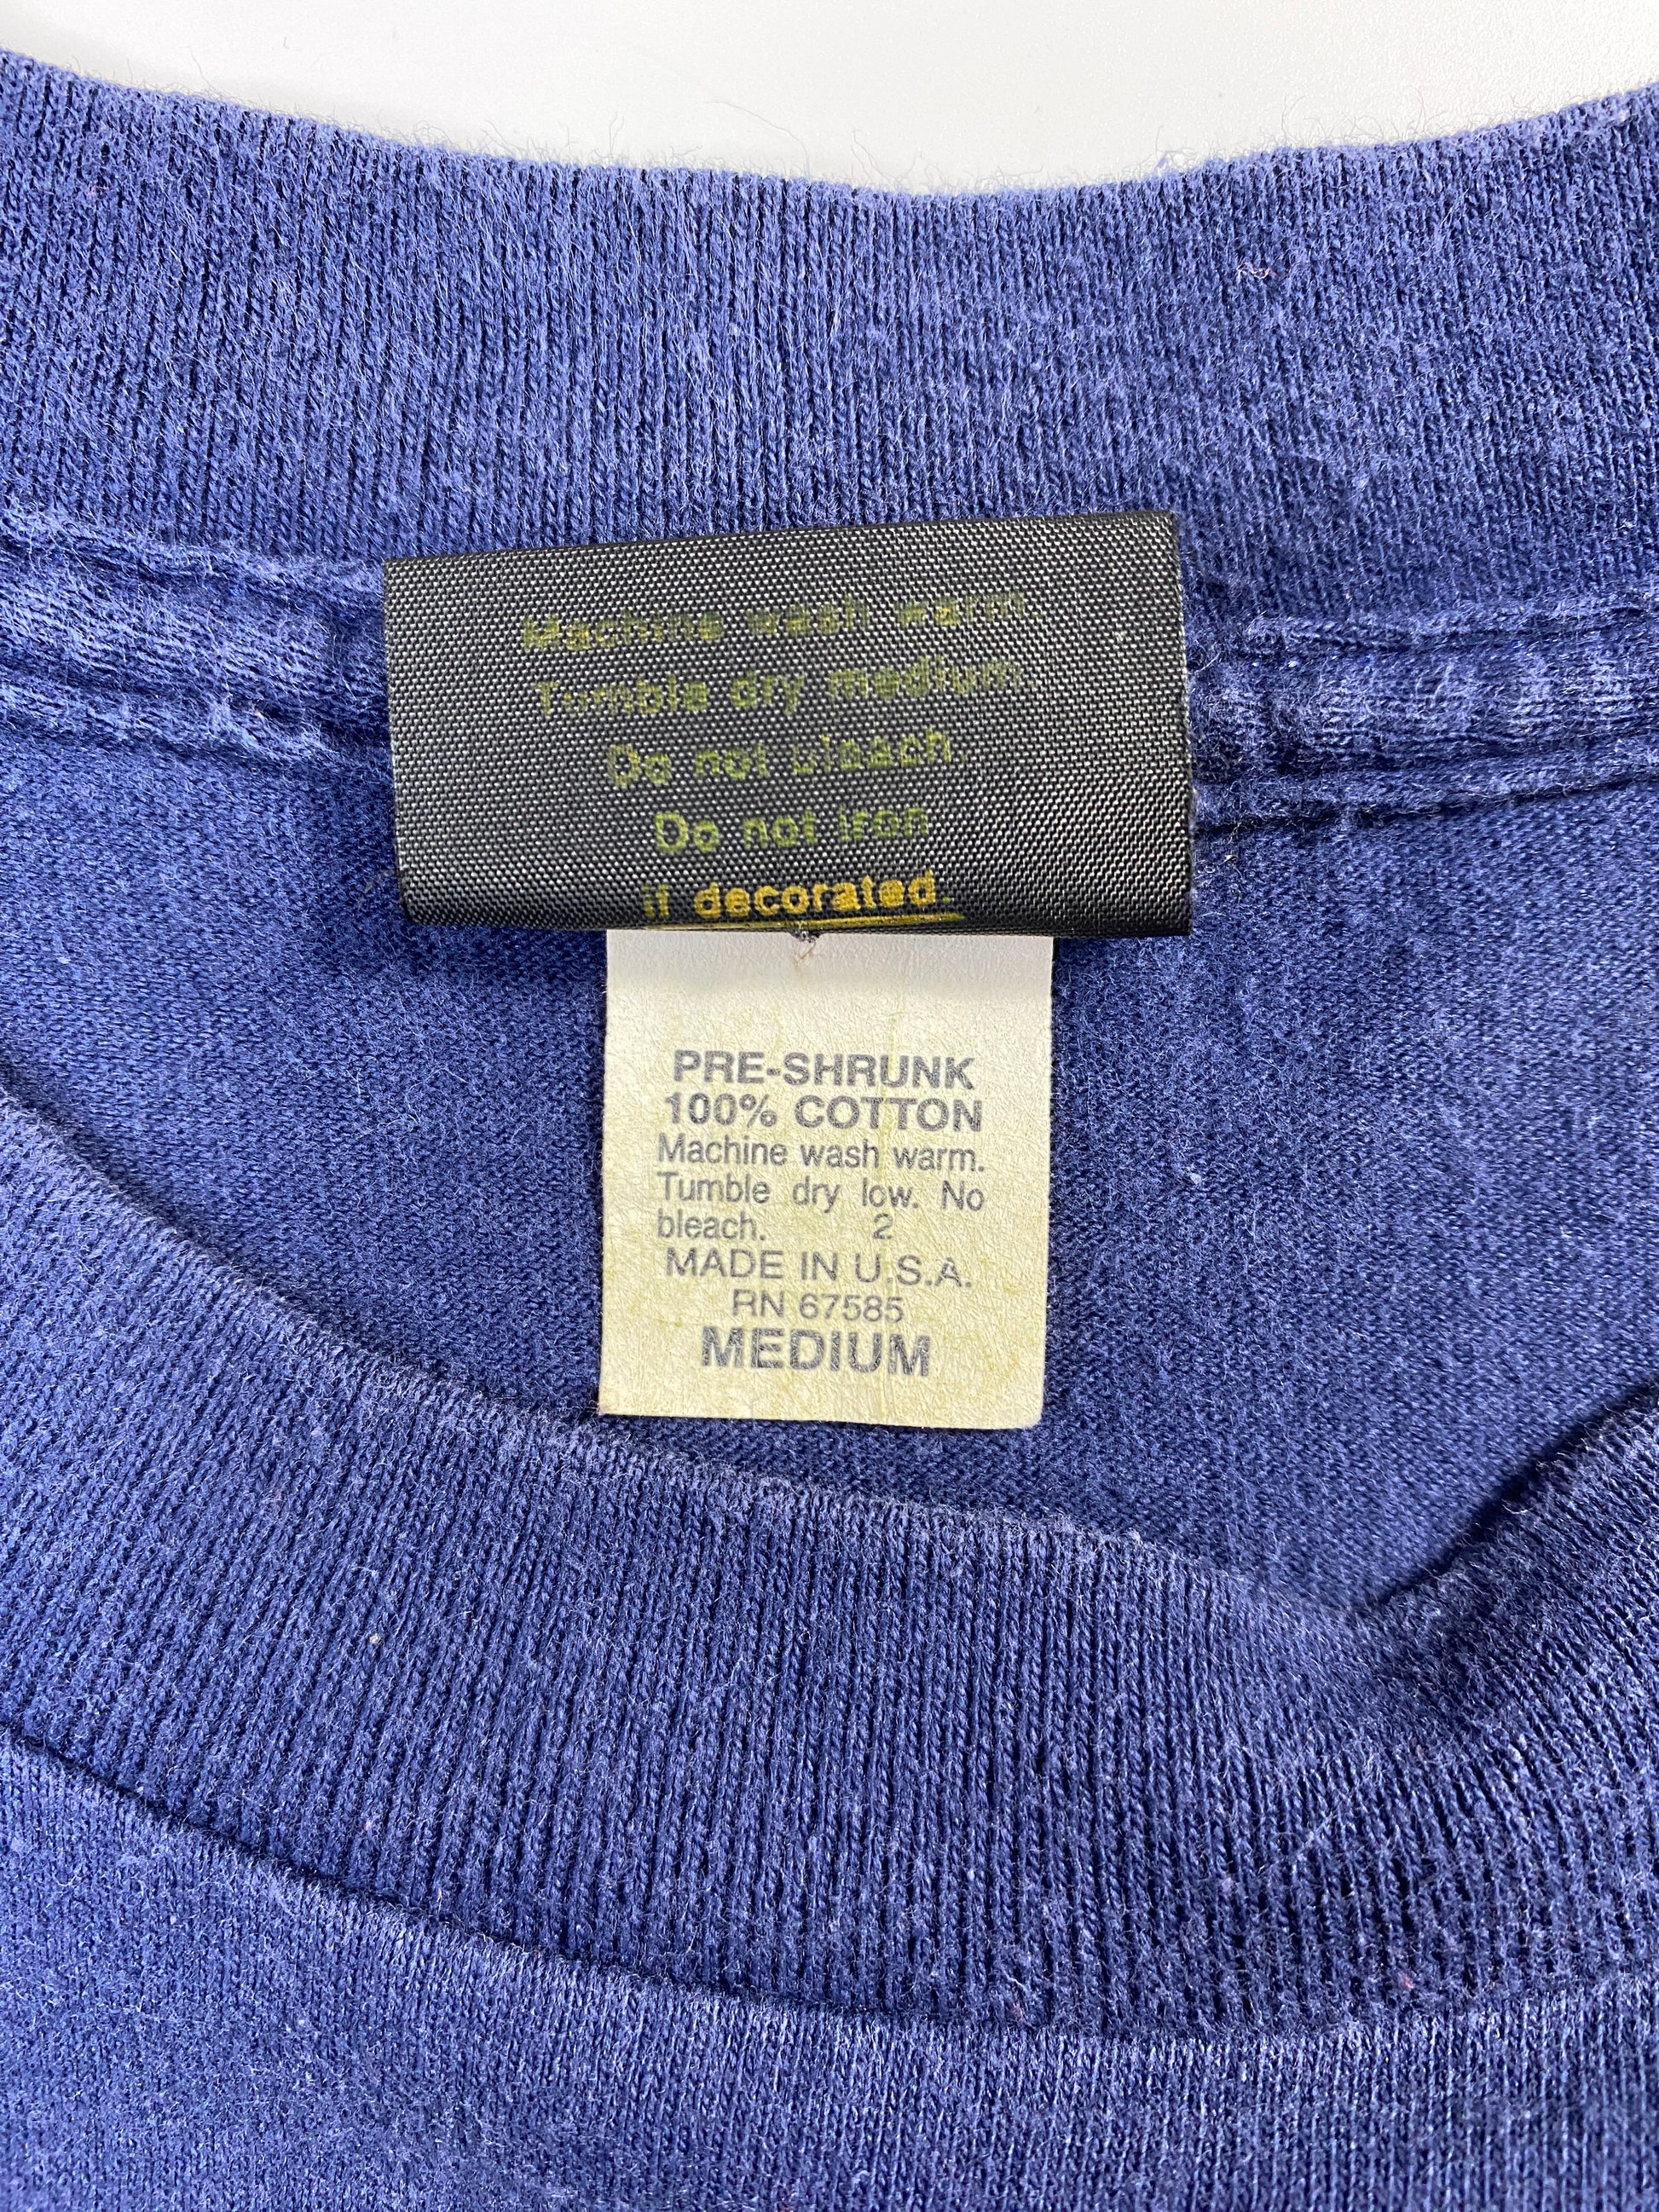 Machine wash warm
Tumble dry medium.
Do not bleach.
Do not iron
if decorated.
PRE-SHRUNK
100% COTTON
Machine wash warm.
Tumble dry low. No
bleach. 2
MADE IN U.S.A.
RN 67585
MEDIUM